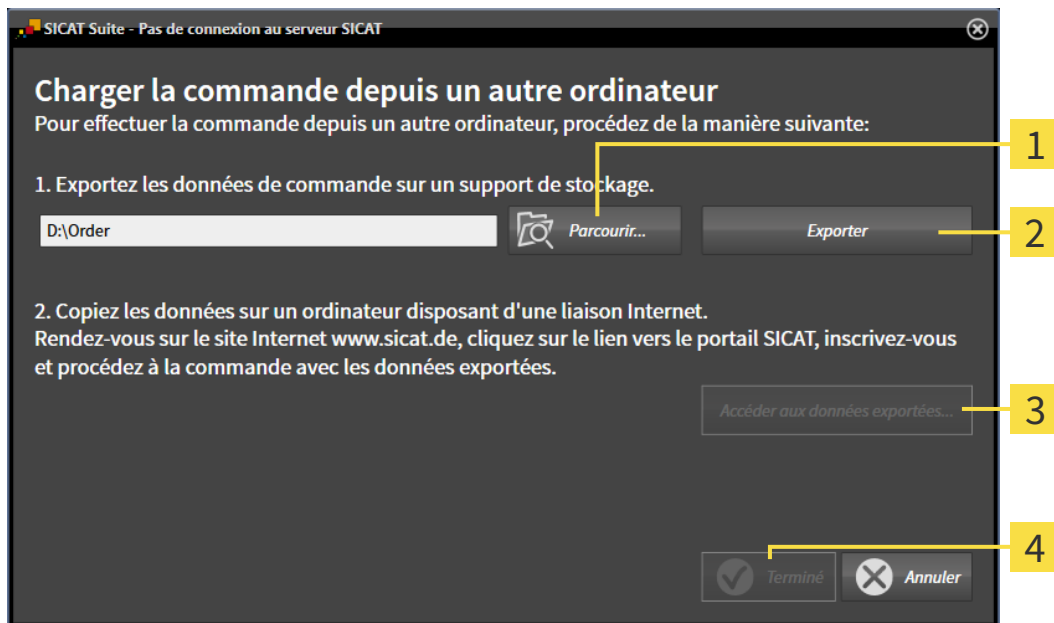 SICAT Suite - Pas de connexion au serveur SICAT
Charger la commande depuis un autre ordinateur
Pour effectuer la commande depuis un autre ordinateur, procédez de la manière suivante:
1
1. Exportez les données de commande sur un support de stockage.
D:\Order
Parcourir...
Exporter
2
2. Copiez les données sur un ordinateur disposant d'une liaison Internet.
Rendez-vous sur le site Internet www.sicat.de, cliquez sur le lien vers le portail SICAT, inscrivez-vous
et procédez à la commande avec les données exportées.
Accéder aux données exportées...
3
4
Terminé
Annuler